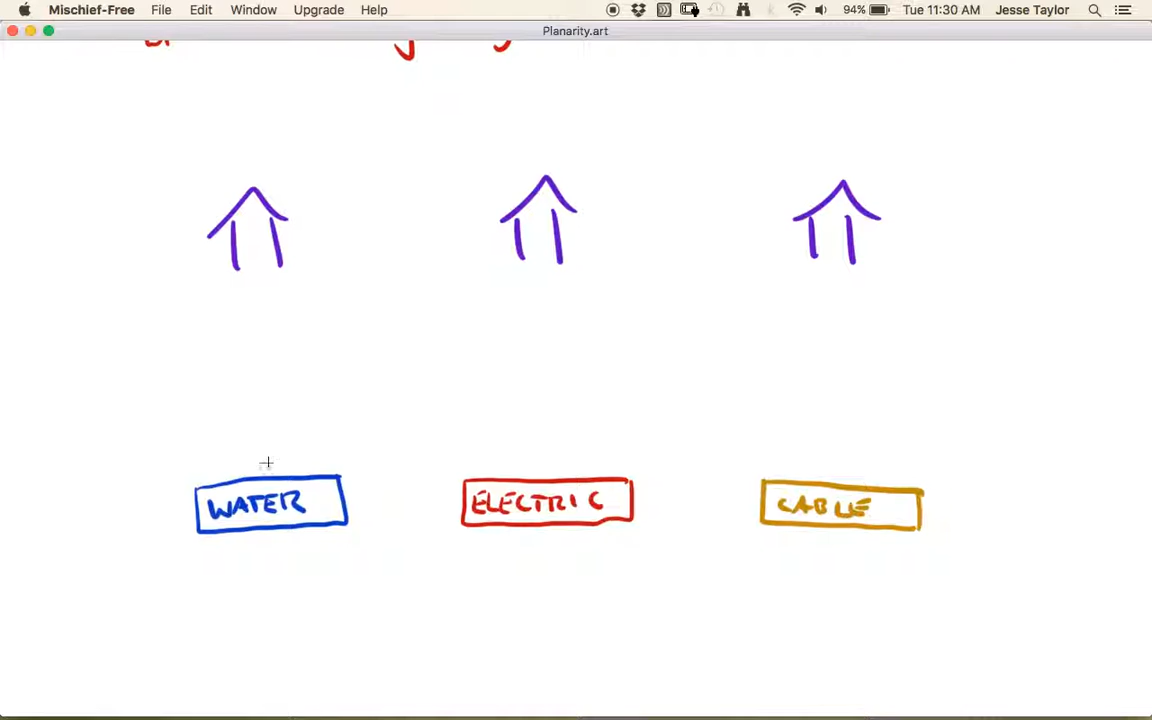 Mischief-Free File Edit View Window Upgrade Help 94% Tue 11:30 AM Jesse Taylor
Planarity.art
WATER ELECTRIC CABLE